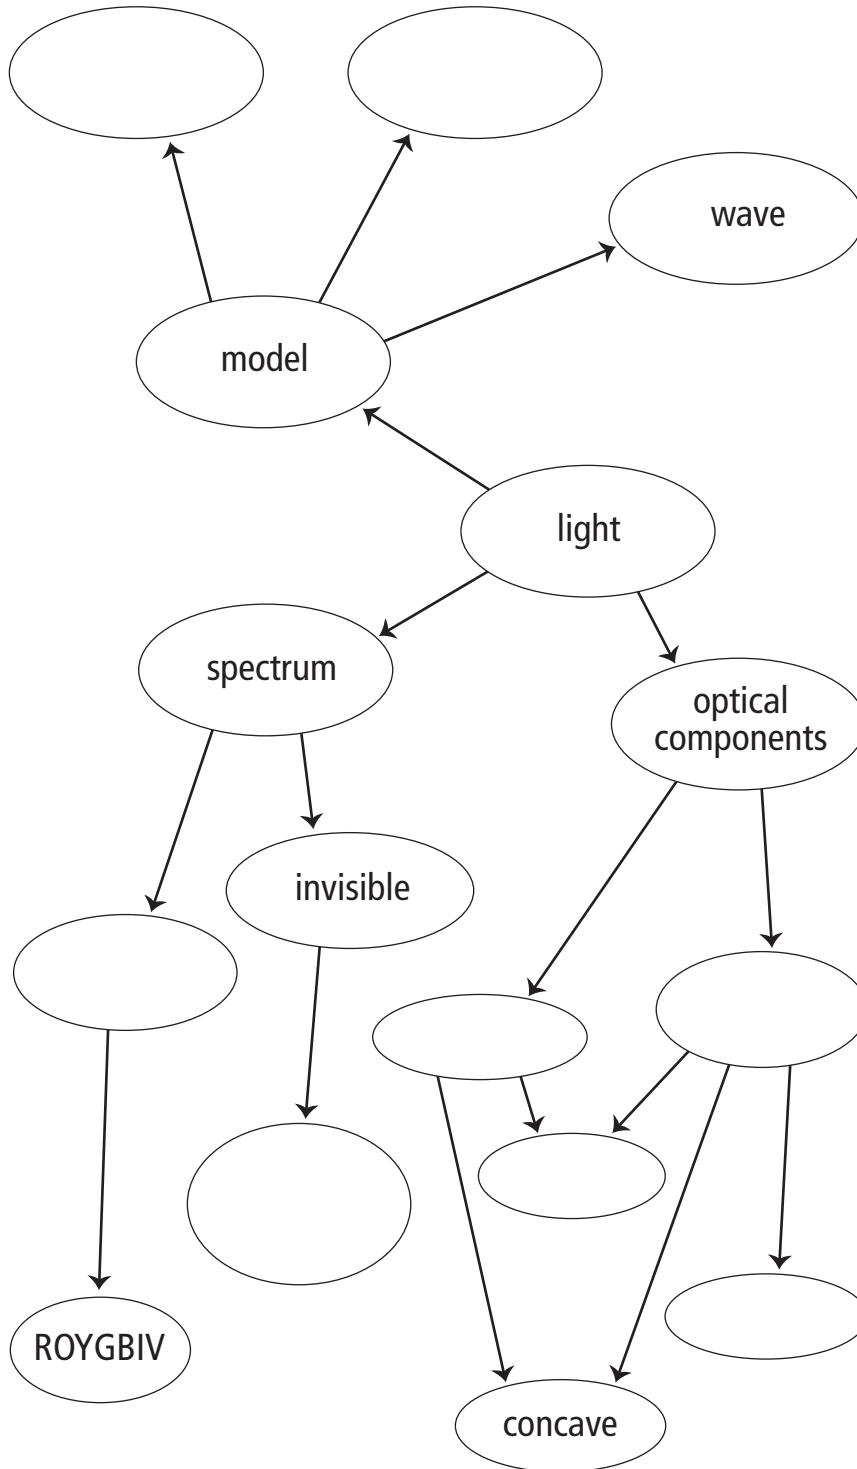 wave
model
light
spectrum
optical
components
invisible
ROYGBIV
concave